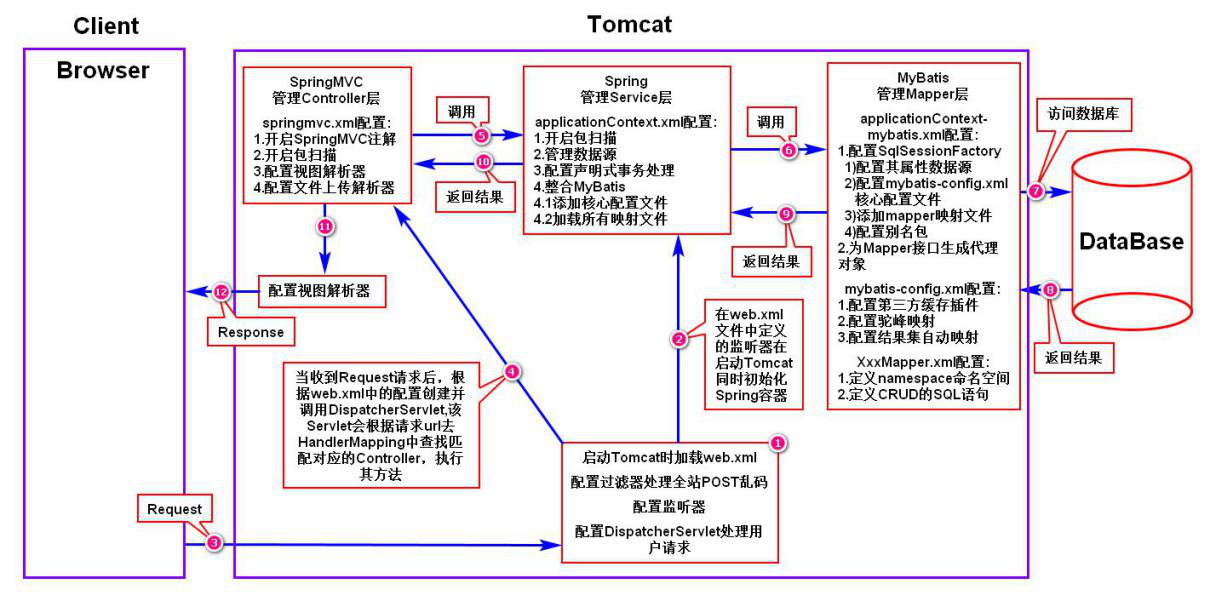 Client
Tomcat
Browser
SpringMVC
管理Controller层
springmvc.xml配置:
1.开启SpringMVC注解
2.开启包扫描
3.配置视图解析器
4.配置文件上传解析器
调用
5
10
返回结果
Spring
管理Service层
applicationContext.xml配置:
1.开启包扫描
2.管理数据源
3.配置声明式事务处理
4.整合MyBatis
4.1添加核心配置文件
4.2加载所有映射文件
调用
6
9
返回结果
MyBatis
管理Mapper层
applicationContext-
mybatis.xml配置:
1.配置SqlSessionFactory
1)配置其属性数据源
2)配置mybatis-config.xml
核心配置文件
3)添加mapper映射文件
4)配置别名包
2.为Mapper接口生成代理
对象
mybatis-config.xml配置:
1.配置第三方缓存插件
2.配置驼峰映射
3.配置结果集自动映射
XxxMapper.xml配置:
1.定义namespace命名空间
2.定义CRUD的SQL语句
访问数据库
7
DataBase
8
返回结果
11
配置视图解析器
12
Response
4
当收到Request请求后，根
据web.xml中的配置创建并
调用DispatcherServlet,该
Servlet会根据请求url去
HandlerMapping中查找匹
配对应的Controller，执行
其方法
2
在web.xml
文件中定义
的监听器在
启动Tomcat
同时初始化
Spring容器
1
启动Tomcat时加载web.xml
配置过滤器处理全站POST乱码
配置监听器
配置DispatcherServlet处理用
户请求
Request
3